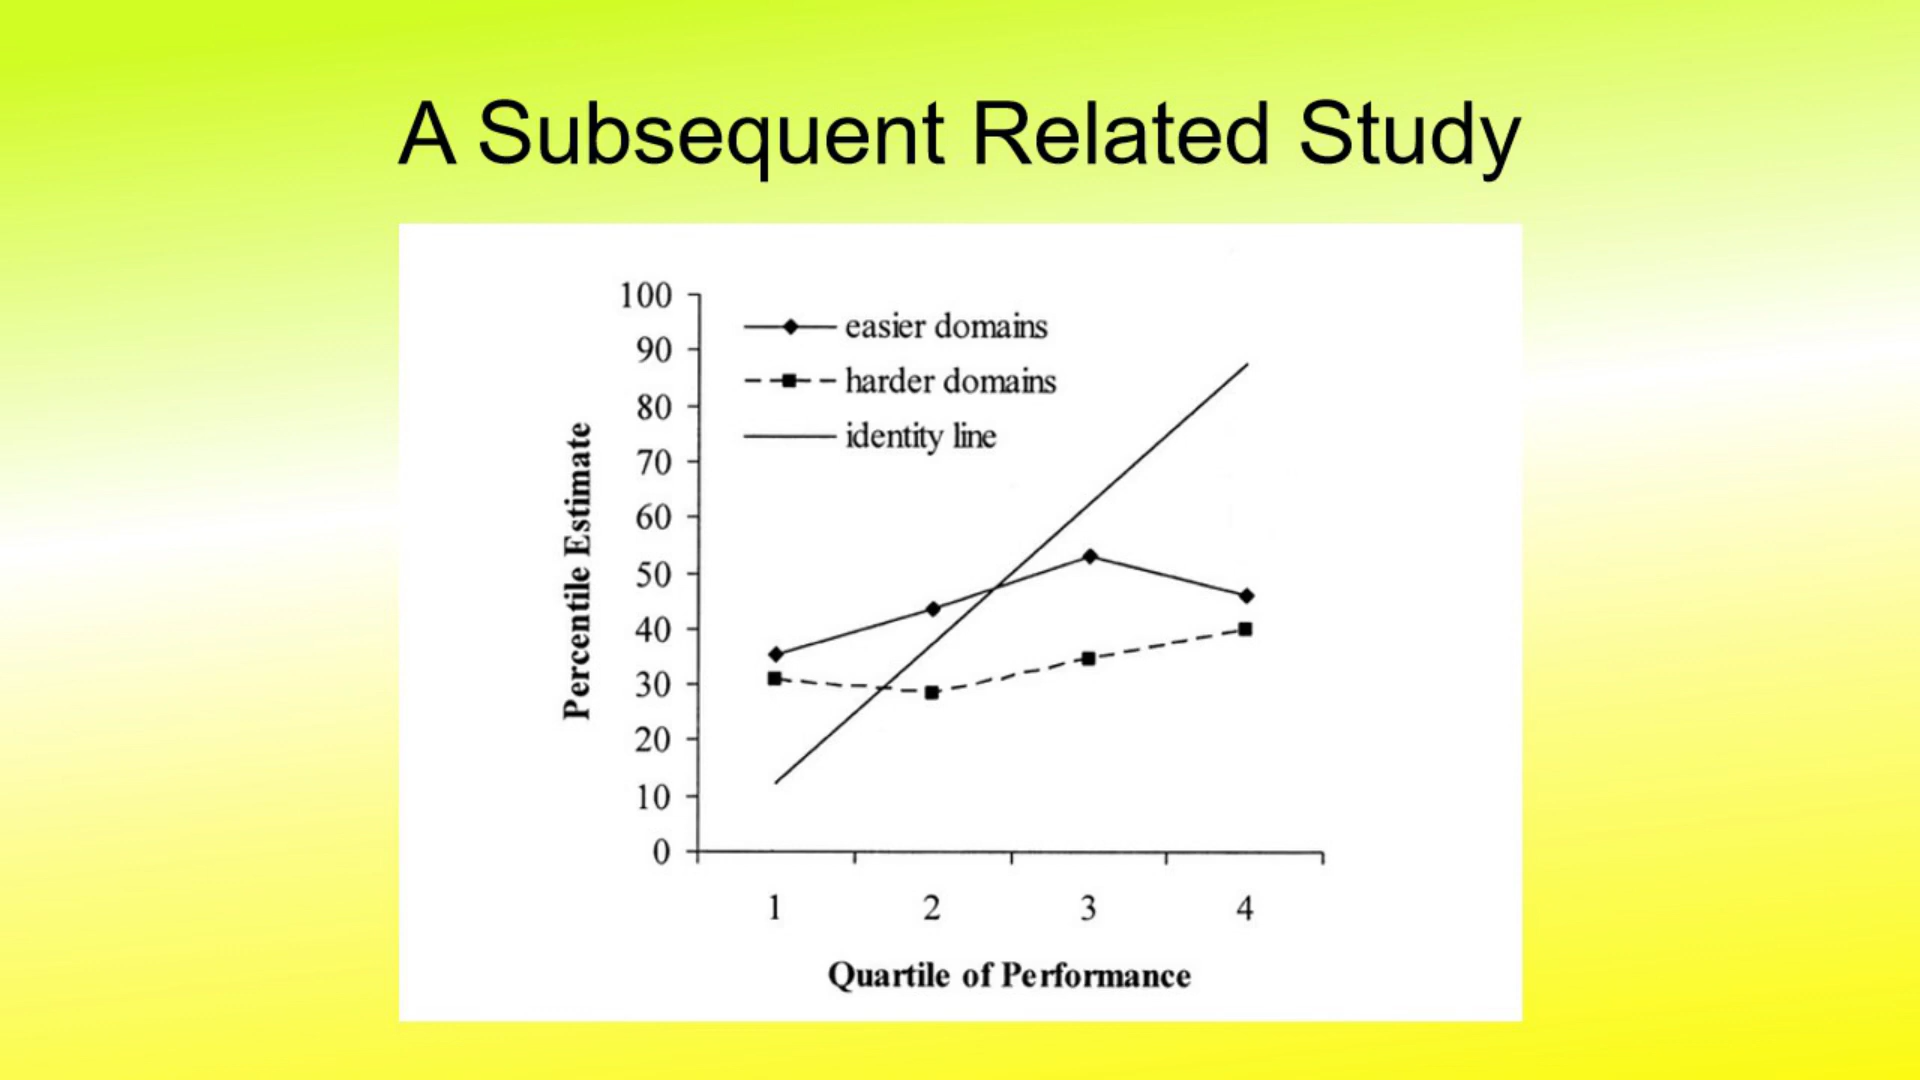 A Subsequent Related Study
100
90
80
70
60
50
40
30
20
10
0
easier domains
harder domains
identity line
Percentile Estimate
1 2 3 4
Quartile of Performance